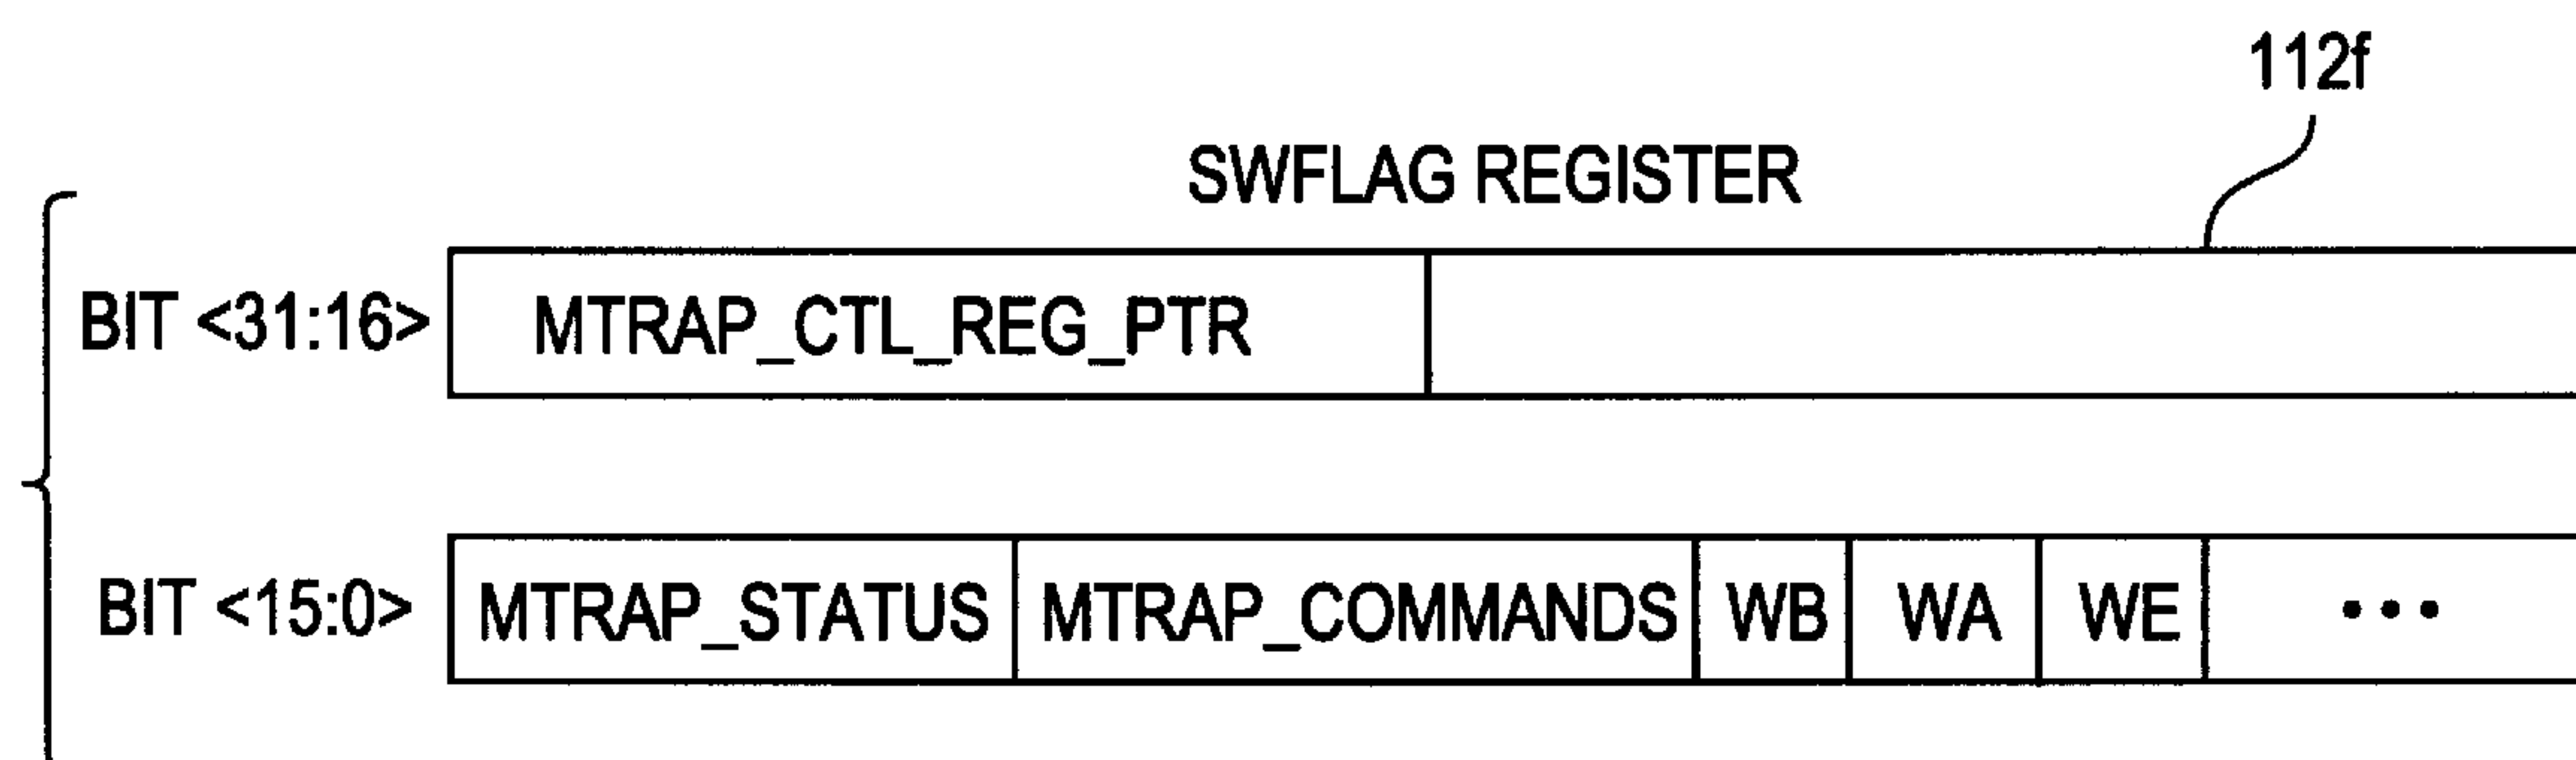 112f
SWFLAG REGISTER
BIT <31:16> MTRAP_CTL_REG_PTR
BIT <15:0> MTRAP_STATUS MTRAP_COMMANDS WB WA WE •••